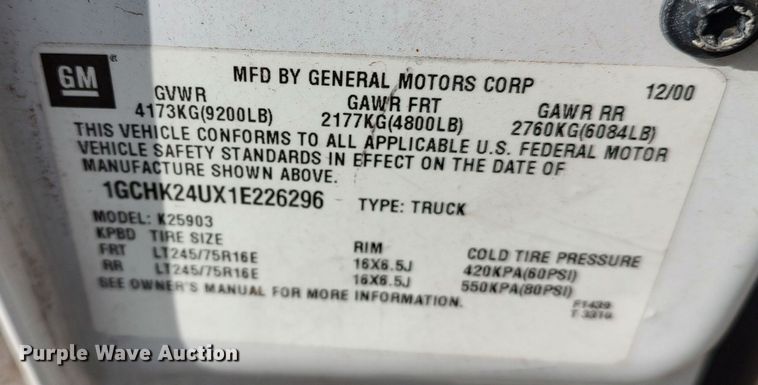 GM
MFD BY GENERAL MOTORS CORP 12/00
GVWR GAWR FRT GAWR RR
4173KG(9200LB) 2177KG(4800LB) 2760KG(6084LB)
THIS VEHICLE CONFORMS TO ALL APPLICABLE U.S. FEDERAL MOTOR
VEHICLE SAFETY STANDARDS IN EFFECT ON THE DATE OF
MANUFACTURE SHOWN ABOVE.
1GCHK24UX1E226296 TYPE: TRUCK
MODEL: K25903
KPBD TIRE SIZE RIM COLD TIRE PRESSURE
FRT LT245/75R16E 16X6.5J 420KPA(60PSI)
RR LT245/75R16E 16X6.5J 550KPA(80PSI)
SEE OWNER'S MANUAL FOR MORE INFORMATION.
Purple Wave Auction